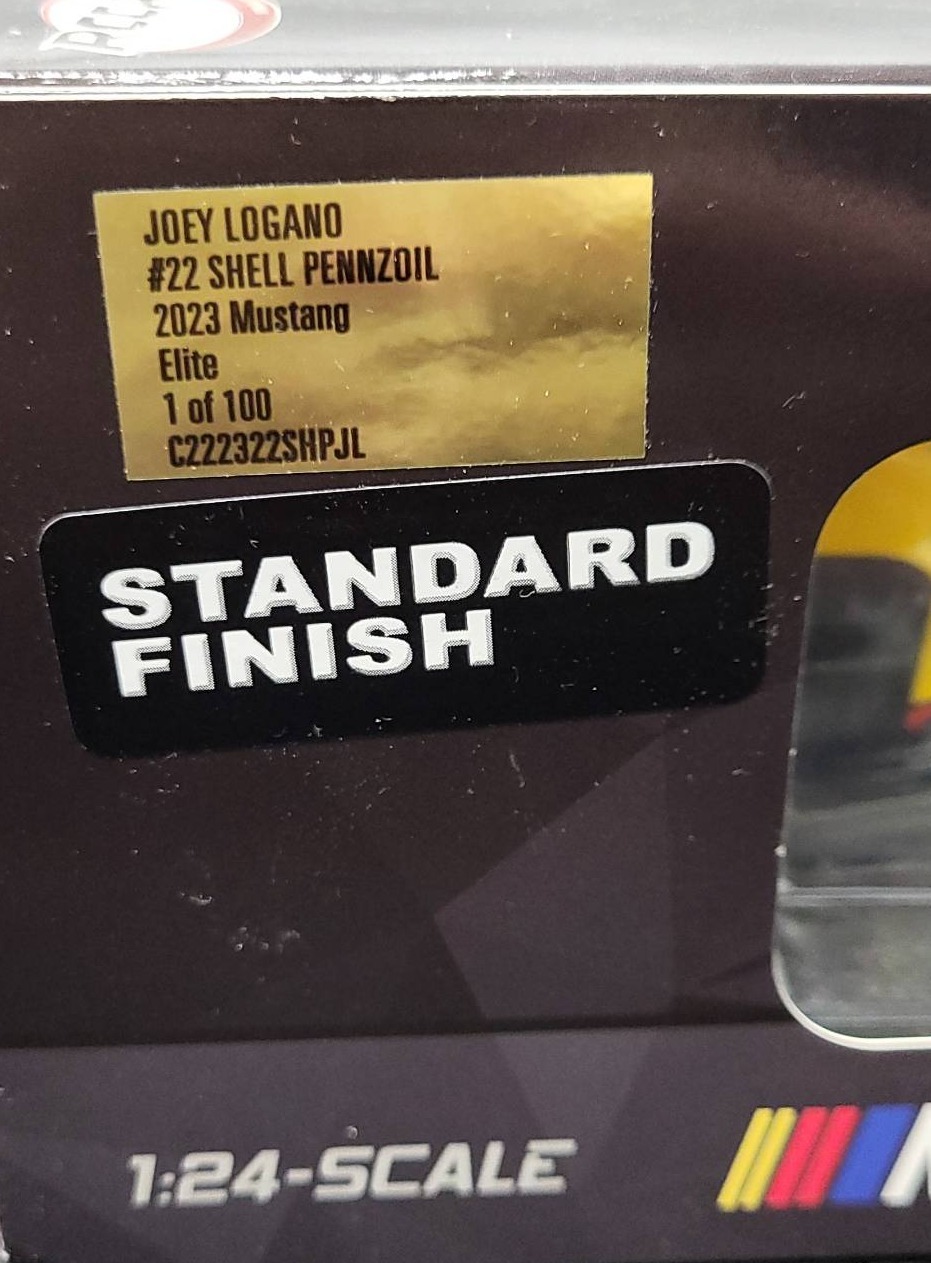 JOEY LOGANO
#22 SHELL PENNZOIL
2023 Mustang
Elite
1 of 100
C222322SHPJL
STANDARD
FINISH
1:24-SCALE